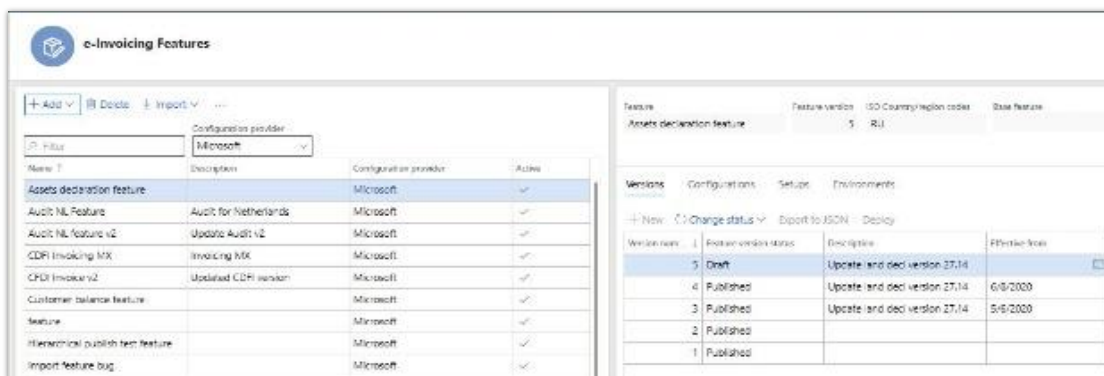 e-Invoicing Features
Add Delete Import ...
Configuration provider
Filter Microsoft
Name Description Configuration provider Active
Assets declaration feature Microsoft
Audit NL Feature Audit for Netherlands Microsoft
Audit NL feature v2 Update Audit v2 Microsoft
CDFI Invoicing MX Invoicing MX Microsoft
CFDI Invoice v2 Updated CDFI version Microsoft
Customer balance feature Microsoft
feature Microsoft
Hierarchical publish test feature Microsoft
Import feature bug Microsoft
Feature Feature version ISO Country/region codes Base feature
Assets declaration feature 5 RU
Versions Configurations Setups Environments
New Change status Export to JSON Deploy
Version num... Feature version status Description Effective from
5 Draft Update land decl version 27.14
4 Published Update land decl version 27.14 6/8/2020
3 Published Update land decl version 27.14 5/6/2020
2 Published
1 Published